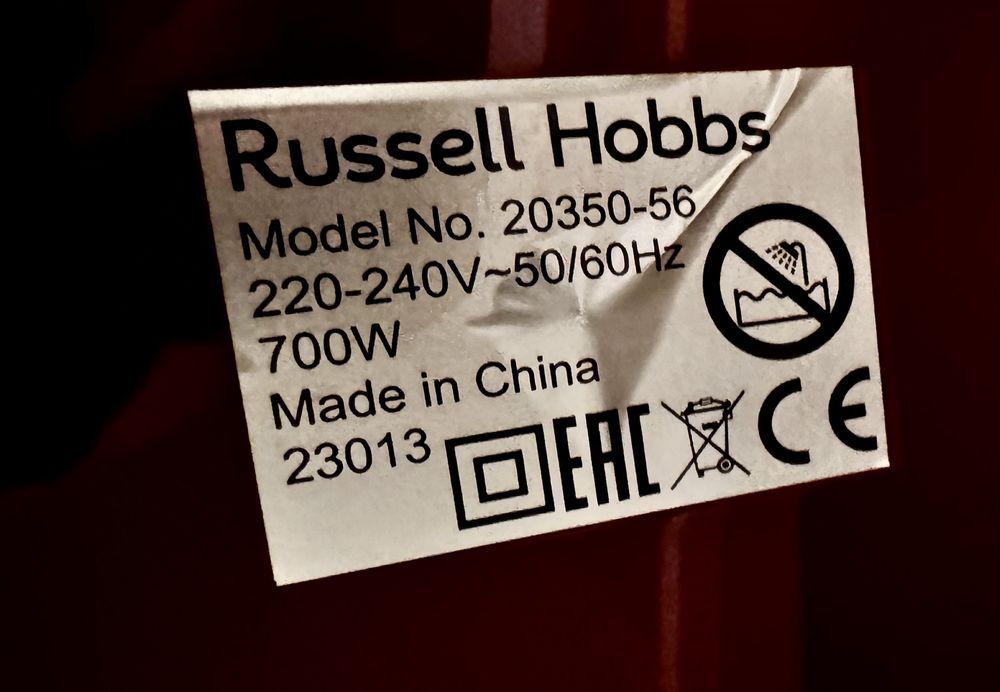 Russell Hobbs
Model No. 20350-56
220-240V~50/60Hz
700W
Made in China
23013
EAC
CE